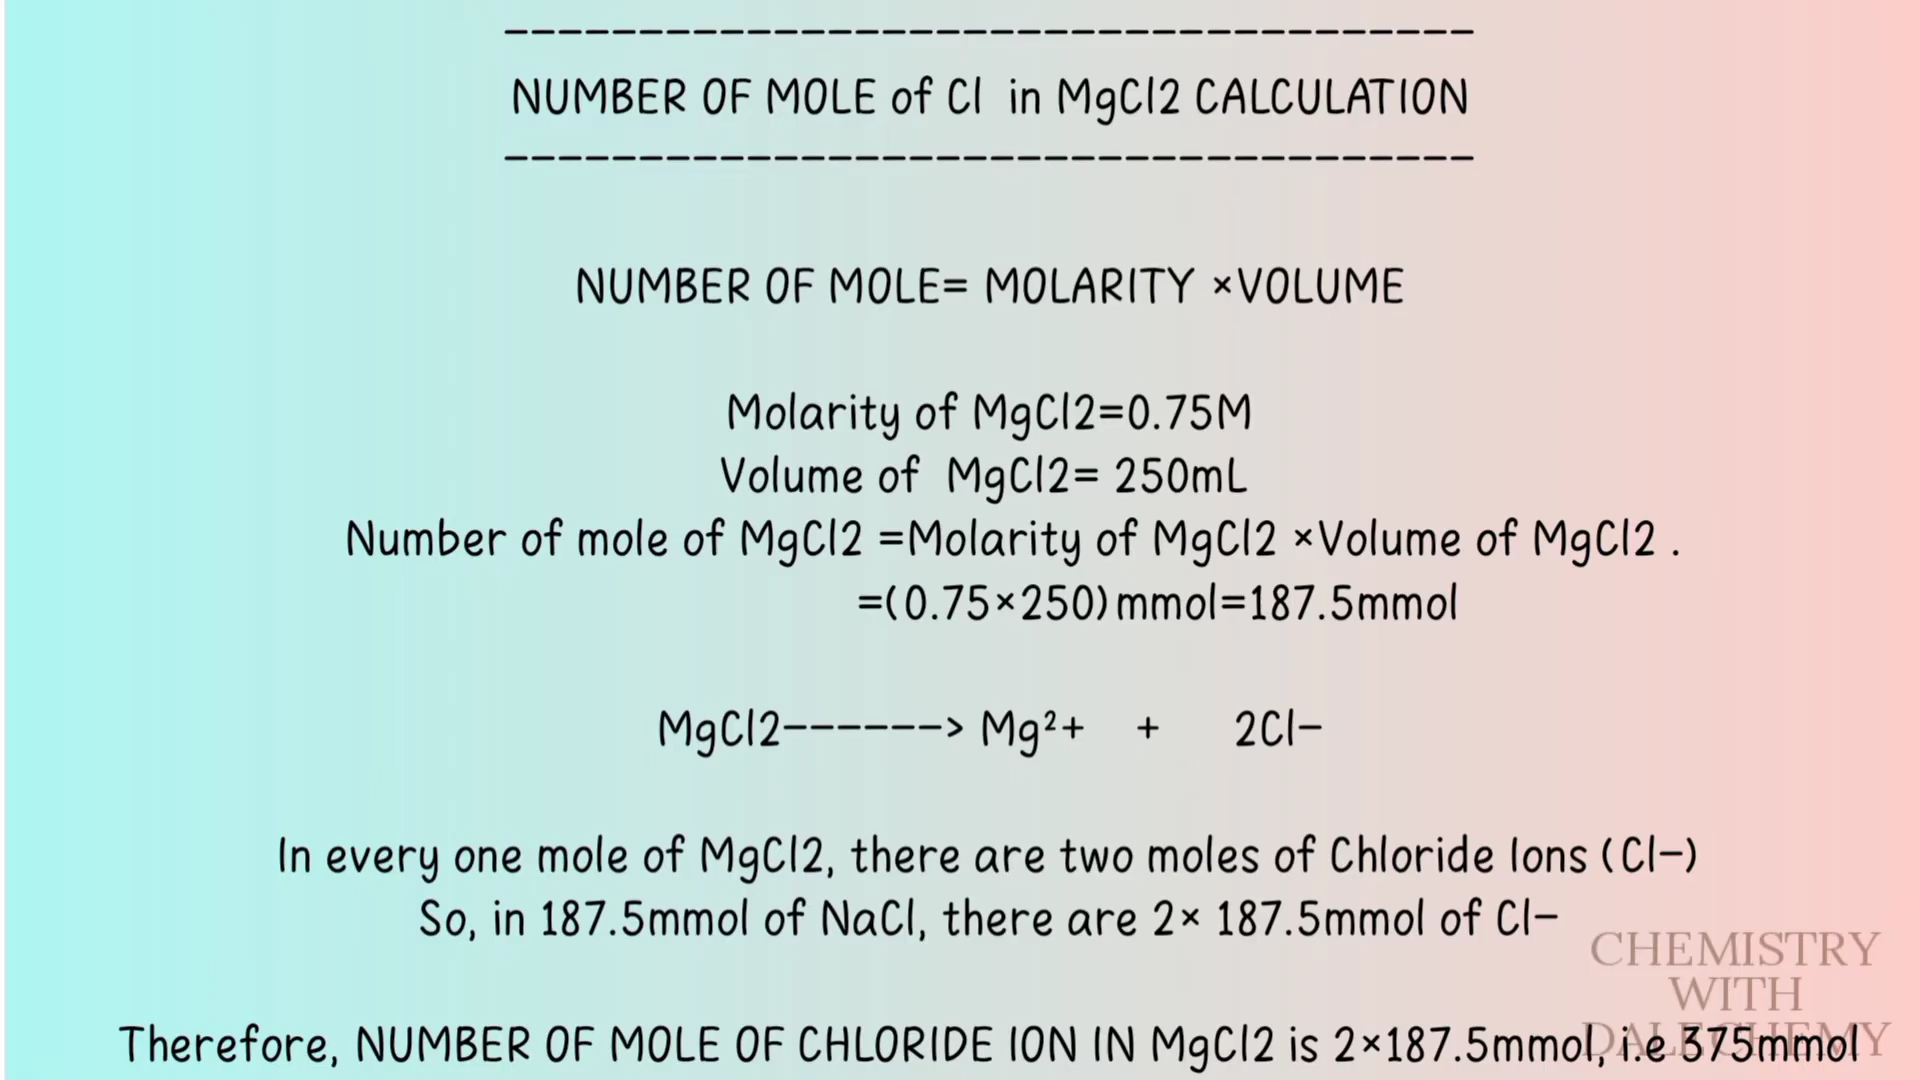 ------------------------------------
NUMBER OF MOLE of Cl in MgCl2 CALCULATION
------------------------------------
NUMBER OF MOLE= MOLARITY ×VOLUME
Molarity of MgCl2=0.75M
Volume of MgCl2= 250mL
Number of mole of MgCl2 =Molarity of MgCl2 ×Volume of MgCl2 .
=(0.75×250)mmol=187.5mmol
MgCl2------> Mg²+ + 2Cl-
In every one mole of MgCl2, there are two moles of Chloride Ions (Cl-)
So, in 187.5mmol of NaCl, there are 2× 187.5mmol of Cl-
Therefore, NUMBER OF MOLE OF CHLORIDE ION IN MgCl2 is 2×187.5mmol, i.e 375mmol
CHEMISTRY
WITH
DALECHEMY